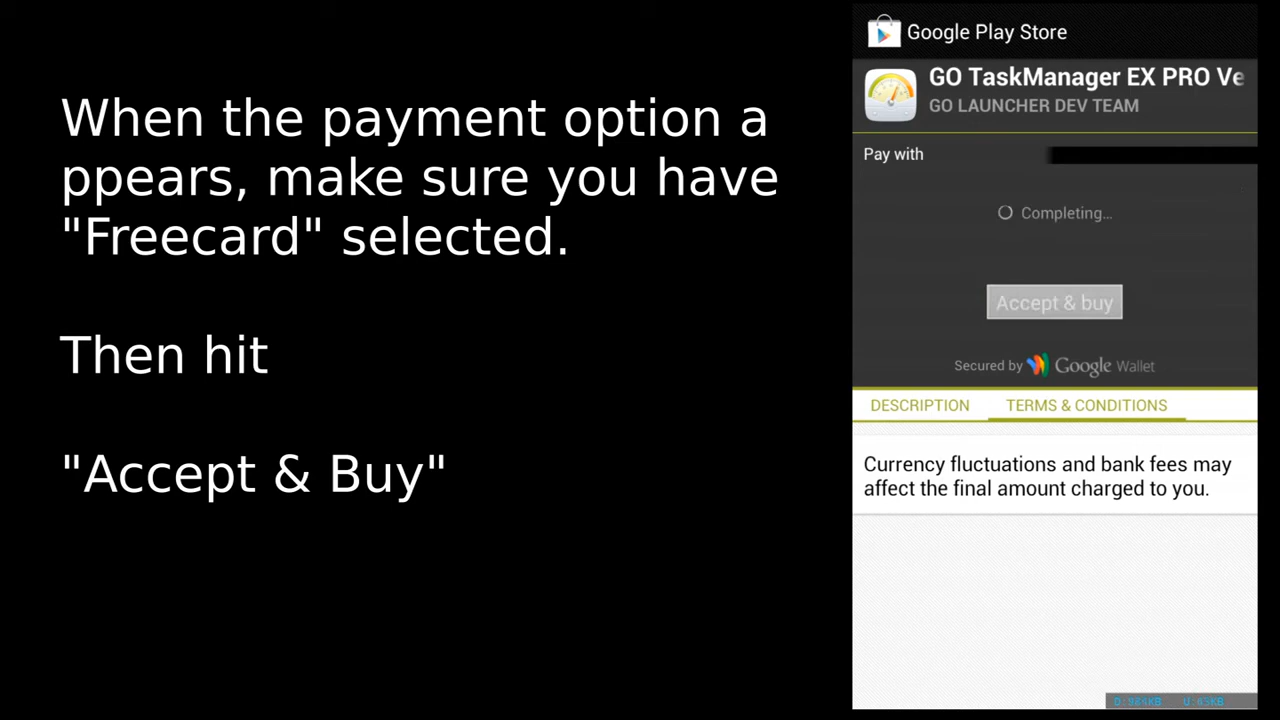 When the payment option a
ppears, make sure you have
"Freecard" selected.
Then hit
"Accept & Buy"
Google Play Store
GO TaskManager EX PRO Ve
GO LAUNCHER DEV TEAM
Pay with
Completing...
Accept & buy
Secured by Google Wallet
DESCRIPTION TERMS & CONDITIONS
Currency fluctuations and bank fees may
affect the final amount charged to you.